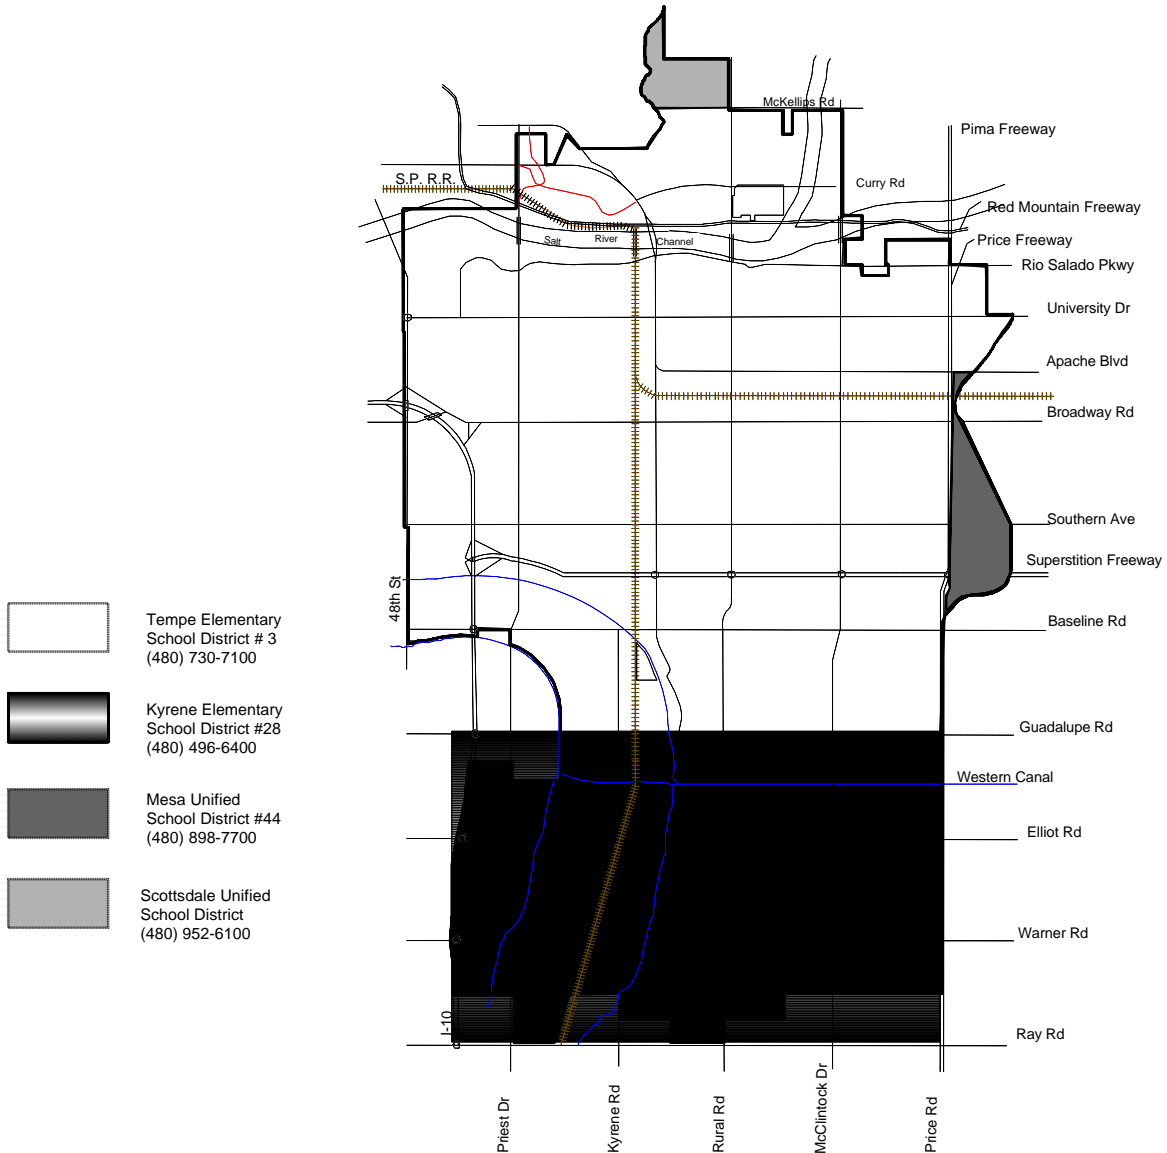 McKellips Rd
Pima Freeway
S.P. R.R.
Curry Rd
Red Mountain Freeway
Salt River Channel
Price Freeway
Rio Salado Pkwy
University Dr
Apache Blvd
Broadway Rd
Southern Ave
Superstition Freeway
48th St
Baseline Rd
Tempe Elementary
School District # 3
(480) 730-7100
Kyrene Elementary
School District #28
(480) 496-6400
Mesa Unified
School District #44
(480) 898-7700
Scottsdale Unified
School District
(480) 952-6100
Guadalupe Rd
Western Canal
Elliot Rd
Warner Rd
I-10
Ray Rd
Priest Dr
Kyrene Rd
Rural Rd
McClintock Dr
Price Rd